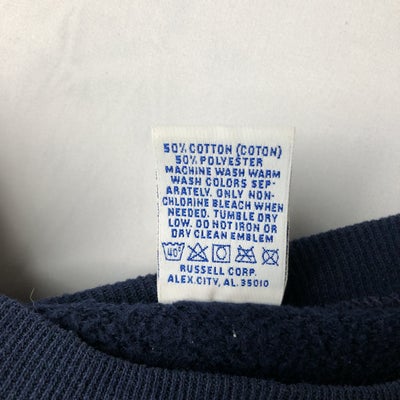 50% COTTON (COTON)
50% POLYESTER
MACHINE WASH WARM
WASH COLORS SEP-
ARATELY. ONLY NON-
CHLORINE BLEACH WHEN
NEEDED. TUMBLE DRY
LOW. DO NOT IRON OR
DRY CLEAN EMBLEM
40°
RUSSELL CORP.
ALEX. CITY, AL. 35010